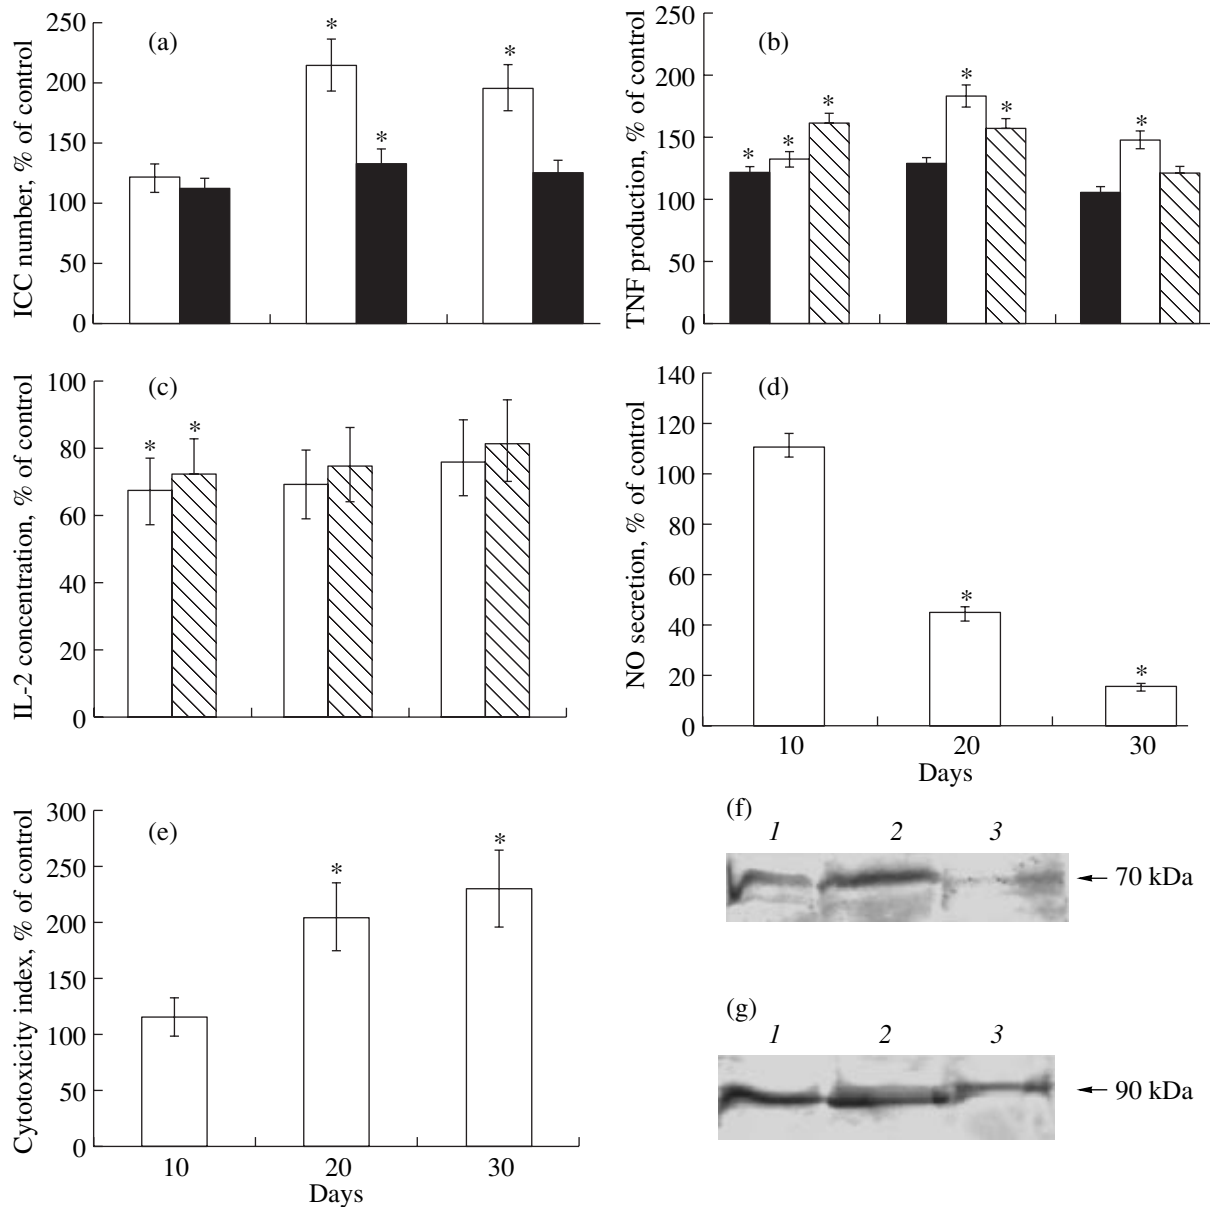 (a)
ICC number, % of control
250
200
150
100
50
0
*
*
*
(b)
TNF production, % of control
250
200
150
100
50
0
*
*
*
*
*
*
(c)
IL-2 concentration, % of control
100
80
60
40
20
0
*
*
(d)
NO secretion, % of control
140
120
100
80
60
40
20
0
*
*
10 20 30
Days
(e)
Cytotoxicity index, % of control
300
250
200
150
100
50
0
*
*
10 20 30
Days
(f)
1 2 3
70 kDa
(g)
1 2 3
90 kDa